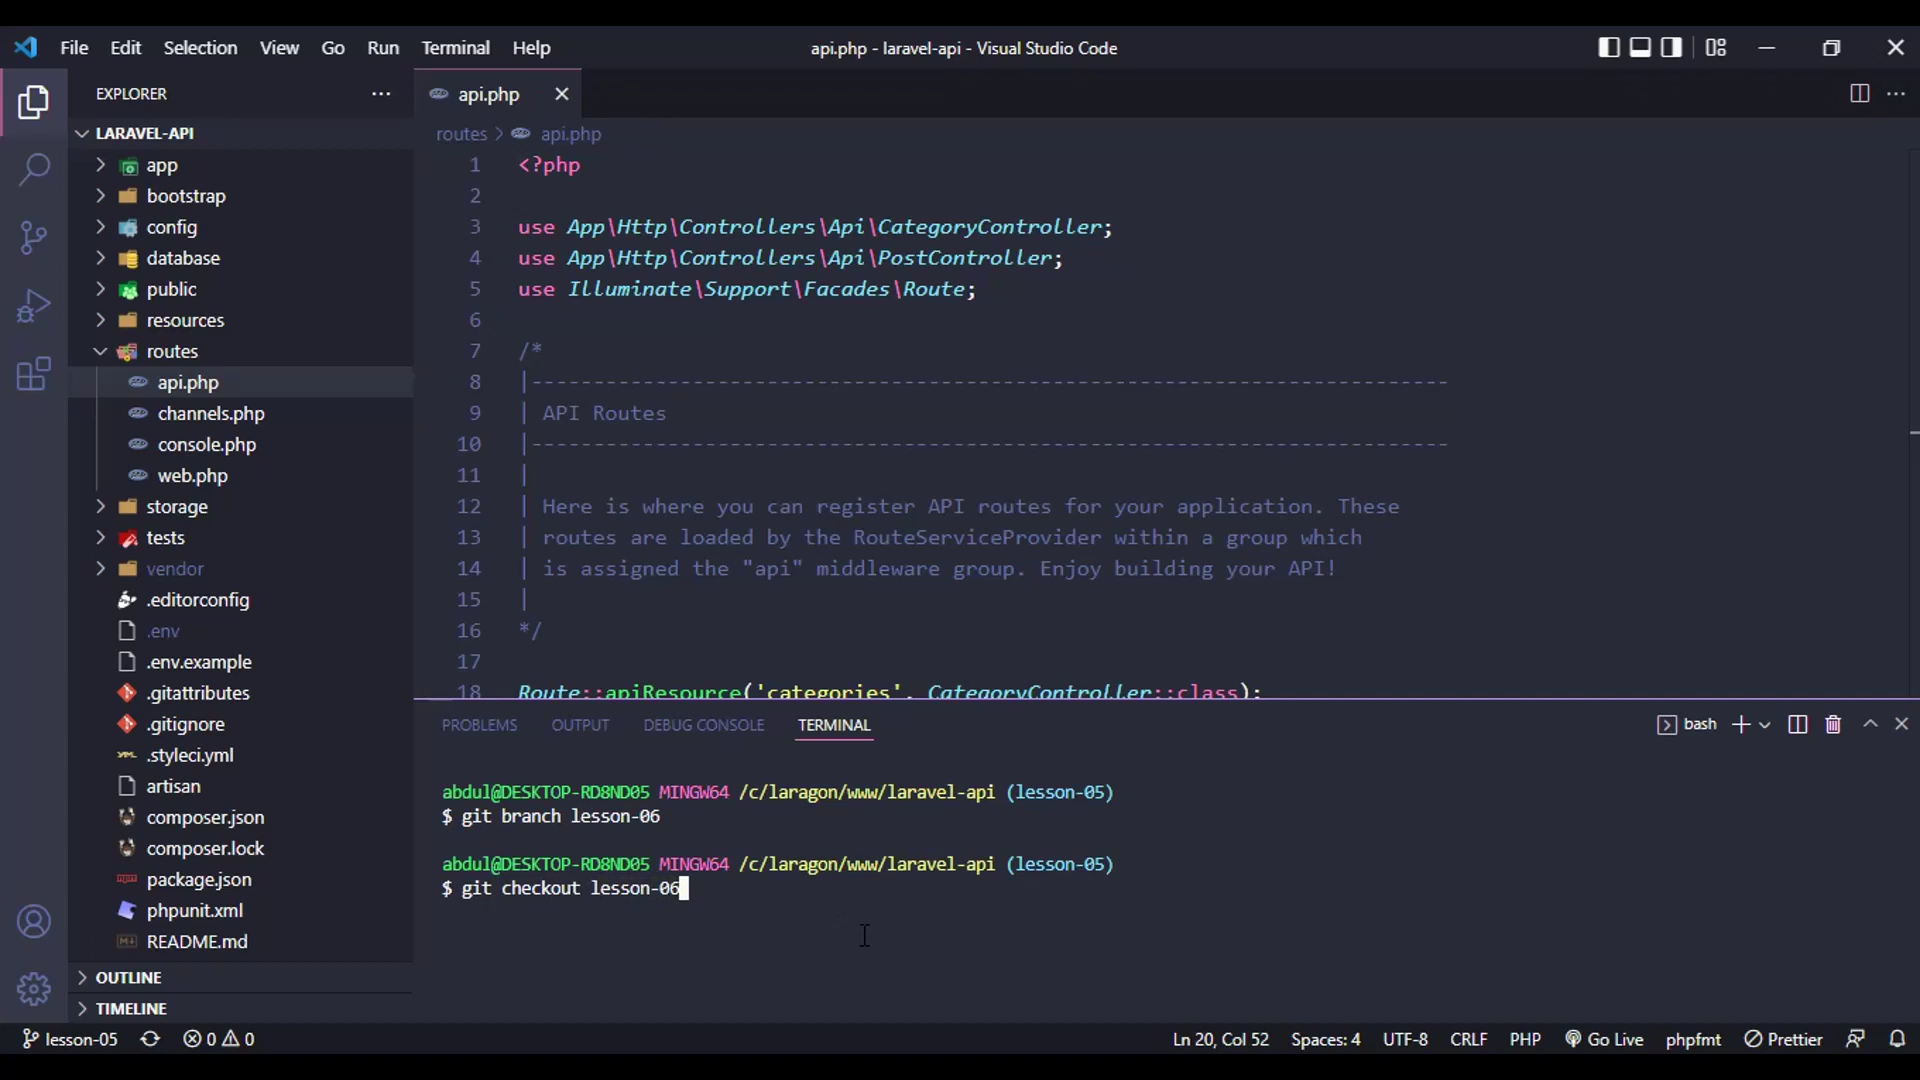 File Edit Selection View Go Run Terminal Help
api.php - laravel-api - Visual Studio Code
EXPLORER
LARAVEL-API
app
bootstrap
config
database
public
resources
routes
api.php
channels.php
console.php
web.php
storage
tests
vendor
.editorconfig
.env
.env.example
.gitattributes
.gitignore
.styleci.yml
artisan
composer.json
composer.lock
package.json
phpunit.xml
README.md
OUTLINE
TIMELINE
api.php
routes > api.php
1 <?php
2
3 use App\Http\Controllers\Api\CategoryController;
4 use App\Http\Controllers\Api\PostController;
5 use Illuminate\Support\Facades\Route;
6
7 /*
8 |--------------------------------------------------------------------------
9 | API Routes
10 |--------------------------------------------------------------------------
11 |
12 | Here is where you can register API routes for your application. These
13 | routes are loaded by the RouteServiceProvider within a group which
14 | is assigned the "api" middleware group. Enjoy building your API!
15 |
16 */
17
18 Route::apiResource('categories', CategoryController::class);
PROBLEMS OUTPUT DEBUG CONSOLE TERMINAL
bash
abdul@DESKTOP-RD8ND05 MINGW64 /c/laragon/www/laravel-api (lesson-05)
$ git branch lesson-06
abdul@DESKTOP-RD8ND05 MINGW64 /c/laragon/www/laravel-api (lesson-05)
$ git checkout lesson-06
lesson-05 0 0
Ln 20, Col 52 Spaces: 4 UTF-8 CRLF PHP Go Live phpfmt Prettier